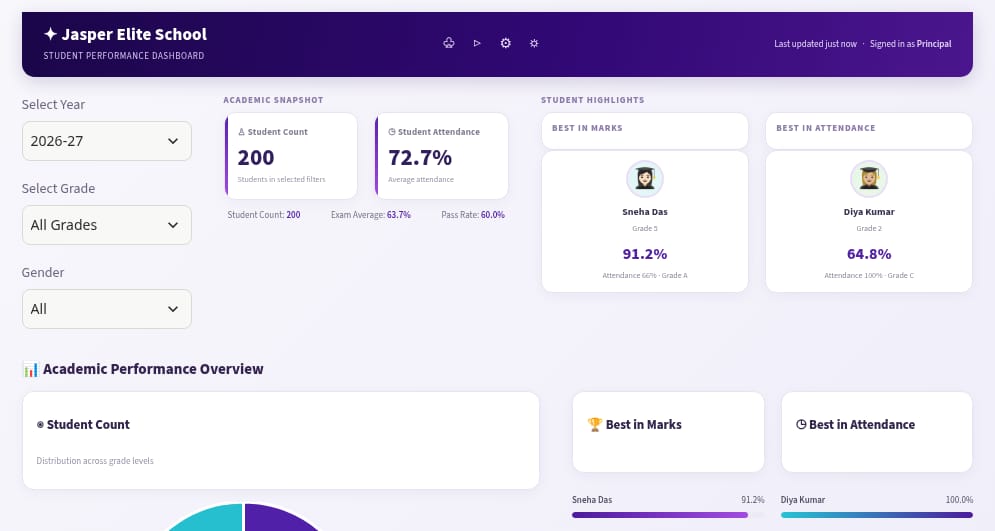 ✦ Jasper Elite School
STUDENT PERFORMANCE DASHBOARD
Last updated just now · Signed in as Principal
Select Year
2026-27
Select Grade
All Grades
Gender
All
ACADEMIC SNAPSHOT
Student Count
200
Students in selected filters
Student Attendance
72.7%
Average attendance
Student Count: 200
Exam Average: 63.7%
Pass Rate: 60.0%
STUDENT HIGHLIGHTS
BEST IN MARKS
Sneha Das
Grade 5
91.2%
Attendance 66% · Grade A
BEST IN ATTENDANCE
Diya Kumar
Grade 2
64.8%
Attendance 100% · Grade C
📊 Academic Performance Overview
Student Count
Distribution across grade levels
🏆 Best in Marks
Sneha Das 91.2%
Best in Attendance
Diya Kumar 100.0%